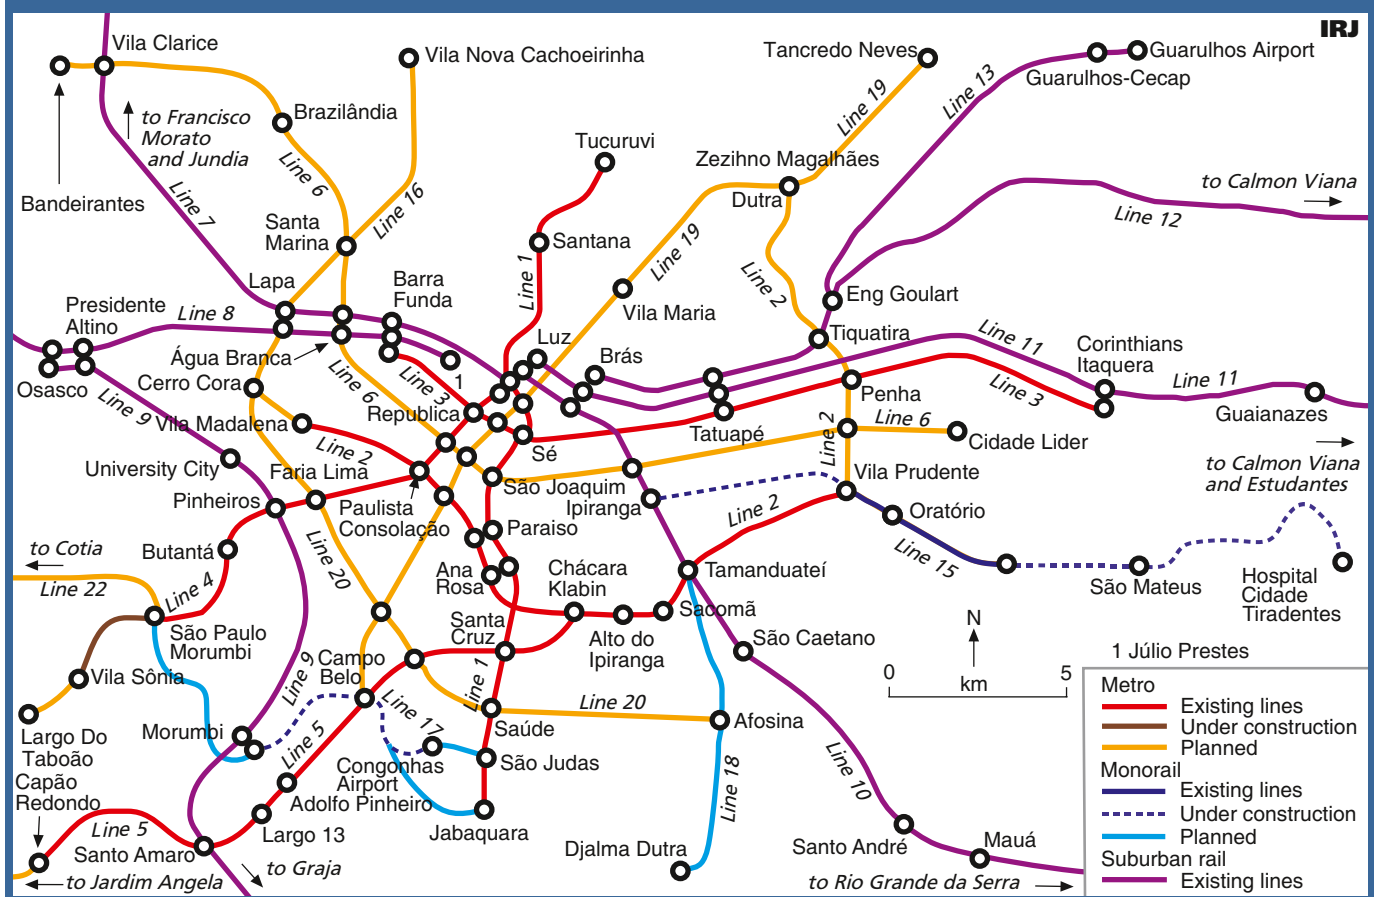 IRJ
Vila Clarice
Vila Nova Cachoeirinha
Tancredo Neves
Guarulhos Airport
Guarulhos-Cecap
Line 13
Line 19
Brazilândia
to Francisco
Morato
and Jundia
Tucuruvi
Zezihno Magalhães
Dutra
Line 6
Line 16
Line 7
Bandeirantes
to Calmon Viana
Line 12
Santa
Marina
Santana
Line 19
Line 1
Line 2
Lapa
Barra
Funda
Vila Maria
Eng Goulart
Presidente
Altino
Line 8
Tiquatira
Line 11
Luz
Brás
Corinthians
Itaquera
Água Branca
Osasco
Cerro Cora
Line 6
Line 3
1
Line 3
Line 11
Penha
Guaianazes
Line 9
Republica
Vila Madalena
Line 2
Tatuapé
Line 6
Line 2
Cidade Lider
Sé
University City
Faria Lima
Vila Prudente
to Calmon Viana
and Estudantes
Pinheiros
Paulista
Consolação
São Joaquim
Ipiranga
Line 2
Oratório
Paraiso
Line 15
Butantá
Line 20
to Cotia
Line 22
Line 4
Ana
Rosa
Chácara
Klabin
Tamanduateí
São Mateus
Hospital
Cidade
Tiradentes
São Paulo
Morumbi
Santa
Cruz
Sacomã
Alto do
Ipiranga
São Caetano
N
0
5
km
Vila Sônia
Line 9
Campo
Belo
Line 1
1 Júlio Prestes
Largo Do
Taboão
Morumbi
Line 5
Line 17
Saúde
Line 20
Afosina
Congonhas
Airport
São Judas
Line 18
Line 10
Capão
Redondo
Adolfo Pinheiro
Line 5
Largo 13
Jabaquara
Santo Amaro
to Graja
Djalma Dutra
Santo André
Mauá
to Jardim Angela
to Rio Grande da Serra
Metro
Existing lines
Under construction
Planned
Monorail
Existing lines
Under construction
Planned
Suburban rail
Existing lines